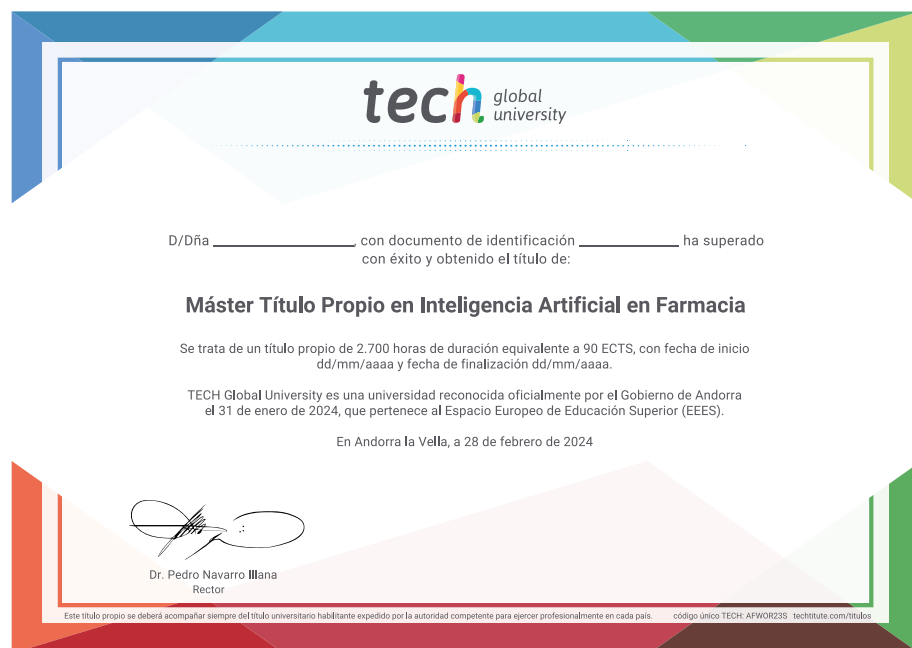 tech global university
D/Dña ________________, con documento de identificación ____________ ha superado
con éxito y obtenido el título de:
Máster Título Propio en Inteligencia Artificial en Farmacia
Se trata de un título propio de 2.700 horas de duración equivalente a 90 ECTS, con fecha de inicio
dd/mm/aaaa y fecha de finalización dd/mm/aaaa.
TECH Global University es una universidad reconocida oficialmente por el Gobierno de Andorra
el 31 de enero de 2024, que pertenece al Espacio Europeo de Educación Superior (EEES).
En Andorra la Vella, a 28 de febrero de 2024
Dr. Pedro Navarro Illana
Rector
Este título propio se deberá acompañar siempre del título universitario habilitante expedido por la autoridad competente para ejercer profesionalmente en cada país. código único TECH: AFWOR23S techtitute.com/titulos